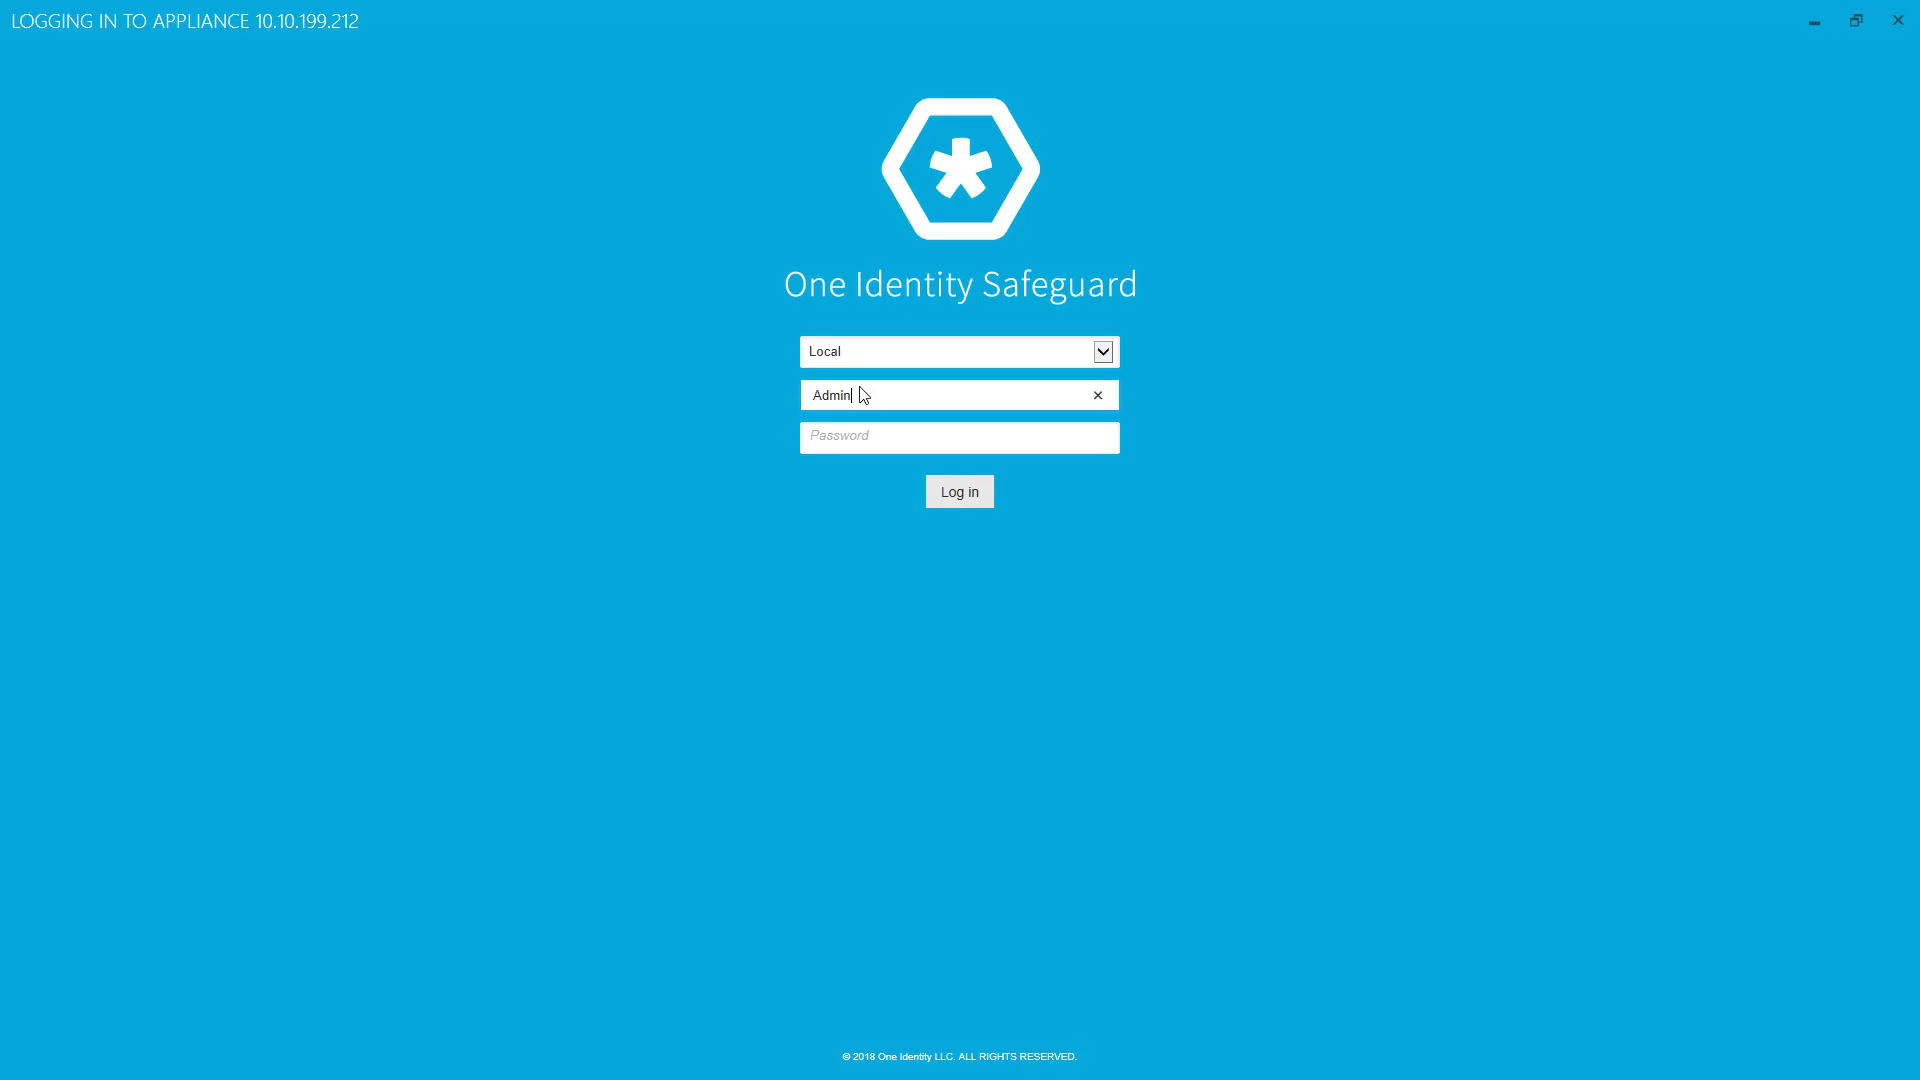 LOGGING IN TO APPLIANCE 10.10.199.212
One Identity Safeguard
Local
Admin
Password
Log in
© 2018 One Identity LLC. ALL RIGHTS RESERVED.